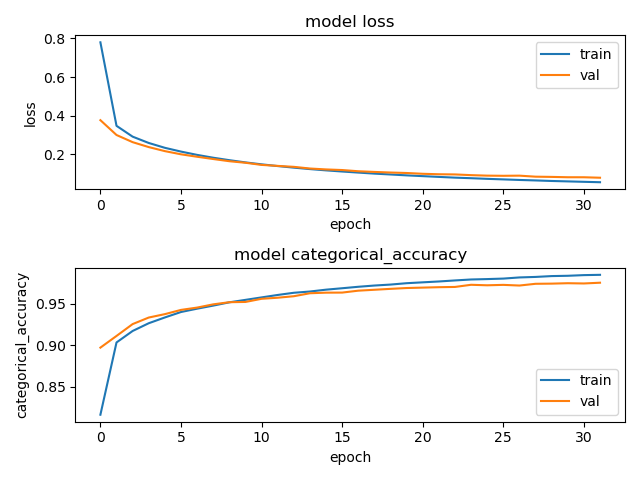 model loss
0.8
0.6
0.4
0.2
loss
train
val
0 5 10 15 20 25 30
epoch
model categorical_accuracy
0.95
0.90
0.85
categorical_accuracy
train
val
0 5 10 15 20 25 30
epoch